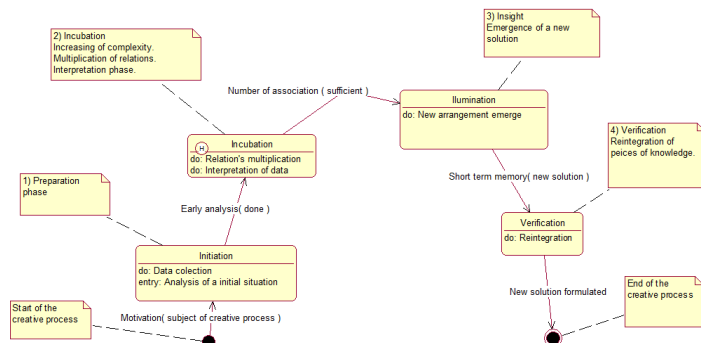 2) Incubation
Increasing of complexity.
Multiplication of relations.
Interpretation phase.
3) Insight
Emergence of a new
solution
Number of association ( sufficient )
Ilumination
do: New arrangement emerge
H
Incubation
do: Relation's multiplication
do: Interpretation of data
4) Verification
Reintegration of
peices of knowledge.
1) Preparation
phase
Short term memory( new solution )
Early analysis( done )
Verification
do: Reintegration
Initiation
do: Data colection
entry: Analysis of a initial situation
New solution formulated
End of the
creative process
Start of the
creative process
Motivation( subject of creative process )